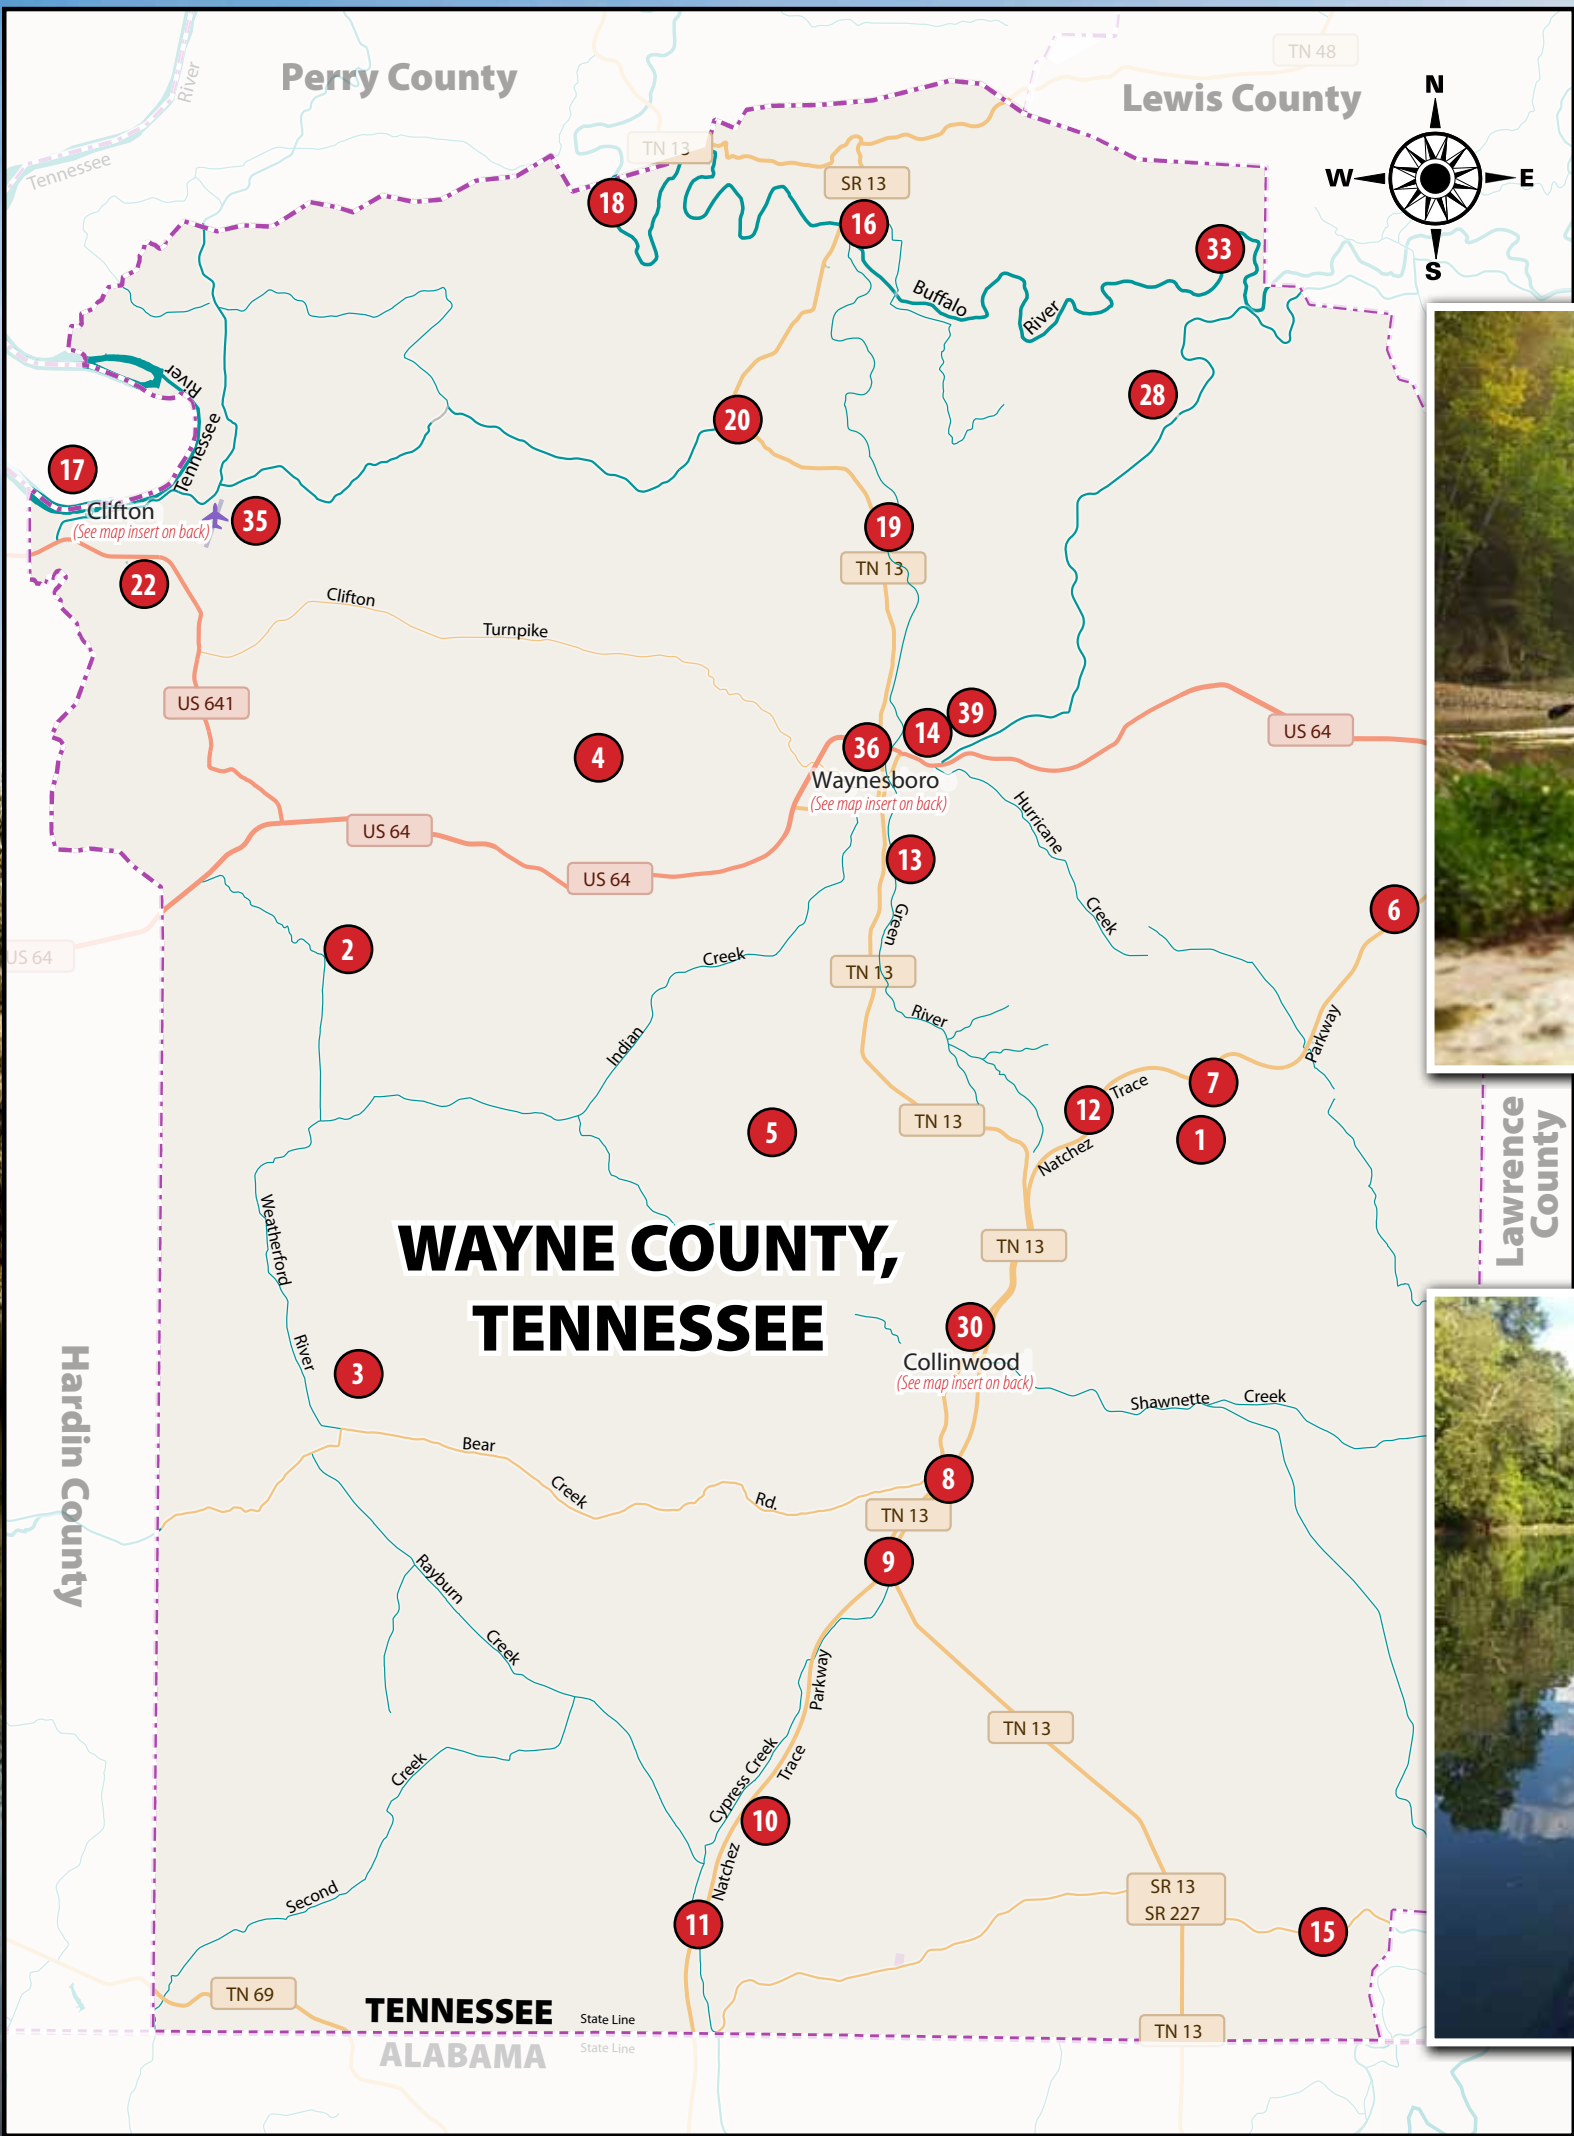 Perry County
Lewis County
TN 48
River
Tennessee
TN 13
SR 13
N
W
E
S
18
16
33
Buffalo
River
28
20
River
Tennessee
17
Clifton
(See map insert on back)
35
22
19
TN 13
Clifton
Turnpike
US 641
4
36
14
39
US 64
Waynesboro
(See map insert on back)
US 64
US 64
13
Hurricane
Creek
6
Green
River
US 64
2
Creek
Indian
TN 13
Parkway
Trace
Natchez
7
12
1
5
TN 13
Lawrence
County
Weatherford
River
WAYNE COUNTY,
TENNESSEE
TN 13
30
Collinwood
(See map insert on back)
3
Shawnette
Creek
Hardin County
Bear
Creek
Rd.
8
TN 13
9
Rayburn
Creek
Parkway
TN 13
Creek
Cypress Creek
Trace
10
Natchez
Second
11
SR 13
SR 227
15
TN 69
TENNESSEE
State Line
TN 13
ALABAMA
State Line